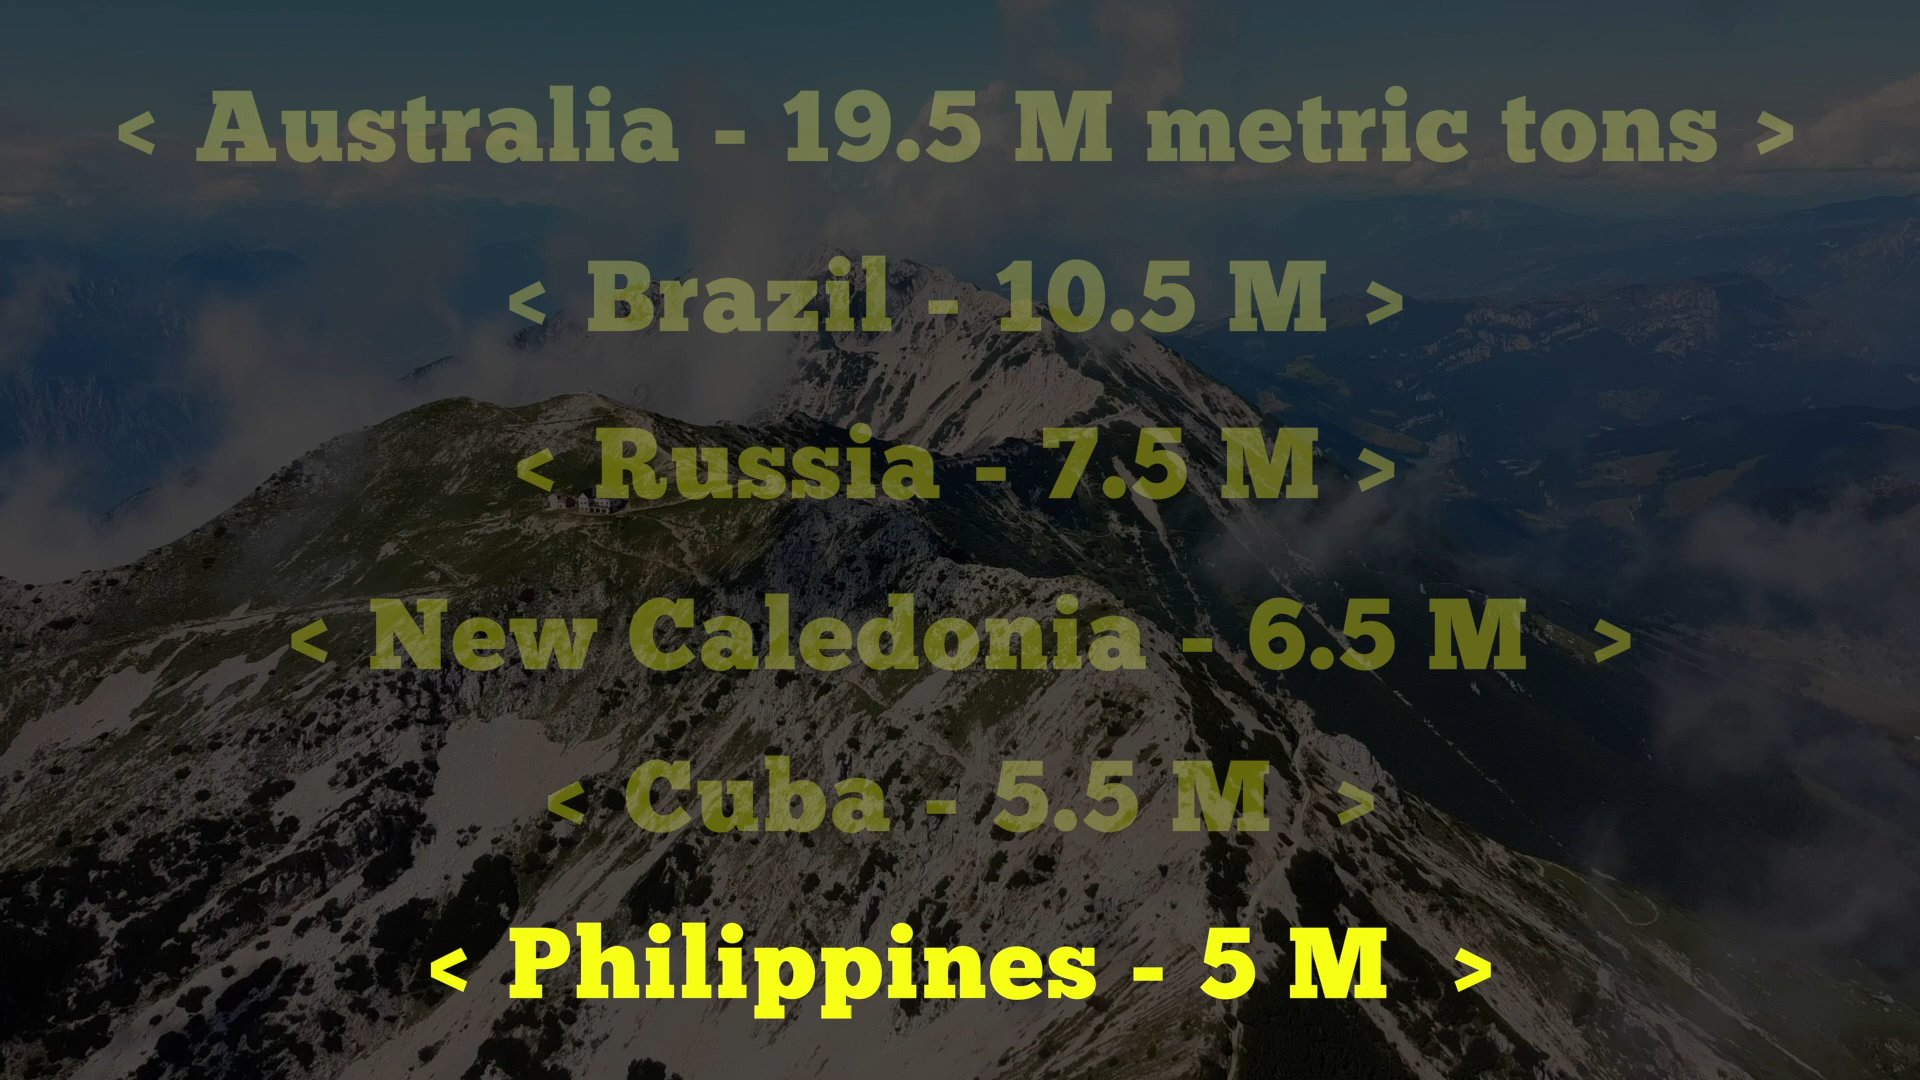 < Australia - 19.5 M metric tons >
< Brazil - 10.5 M >
< Russia - 7.5 M >
< New Caledonia - 6.5 M >
< Cuba - 5.5 M >
< Philippines - 5 M >